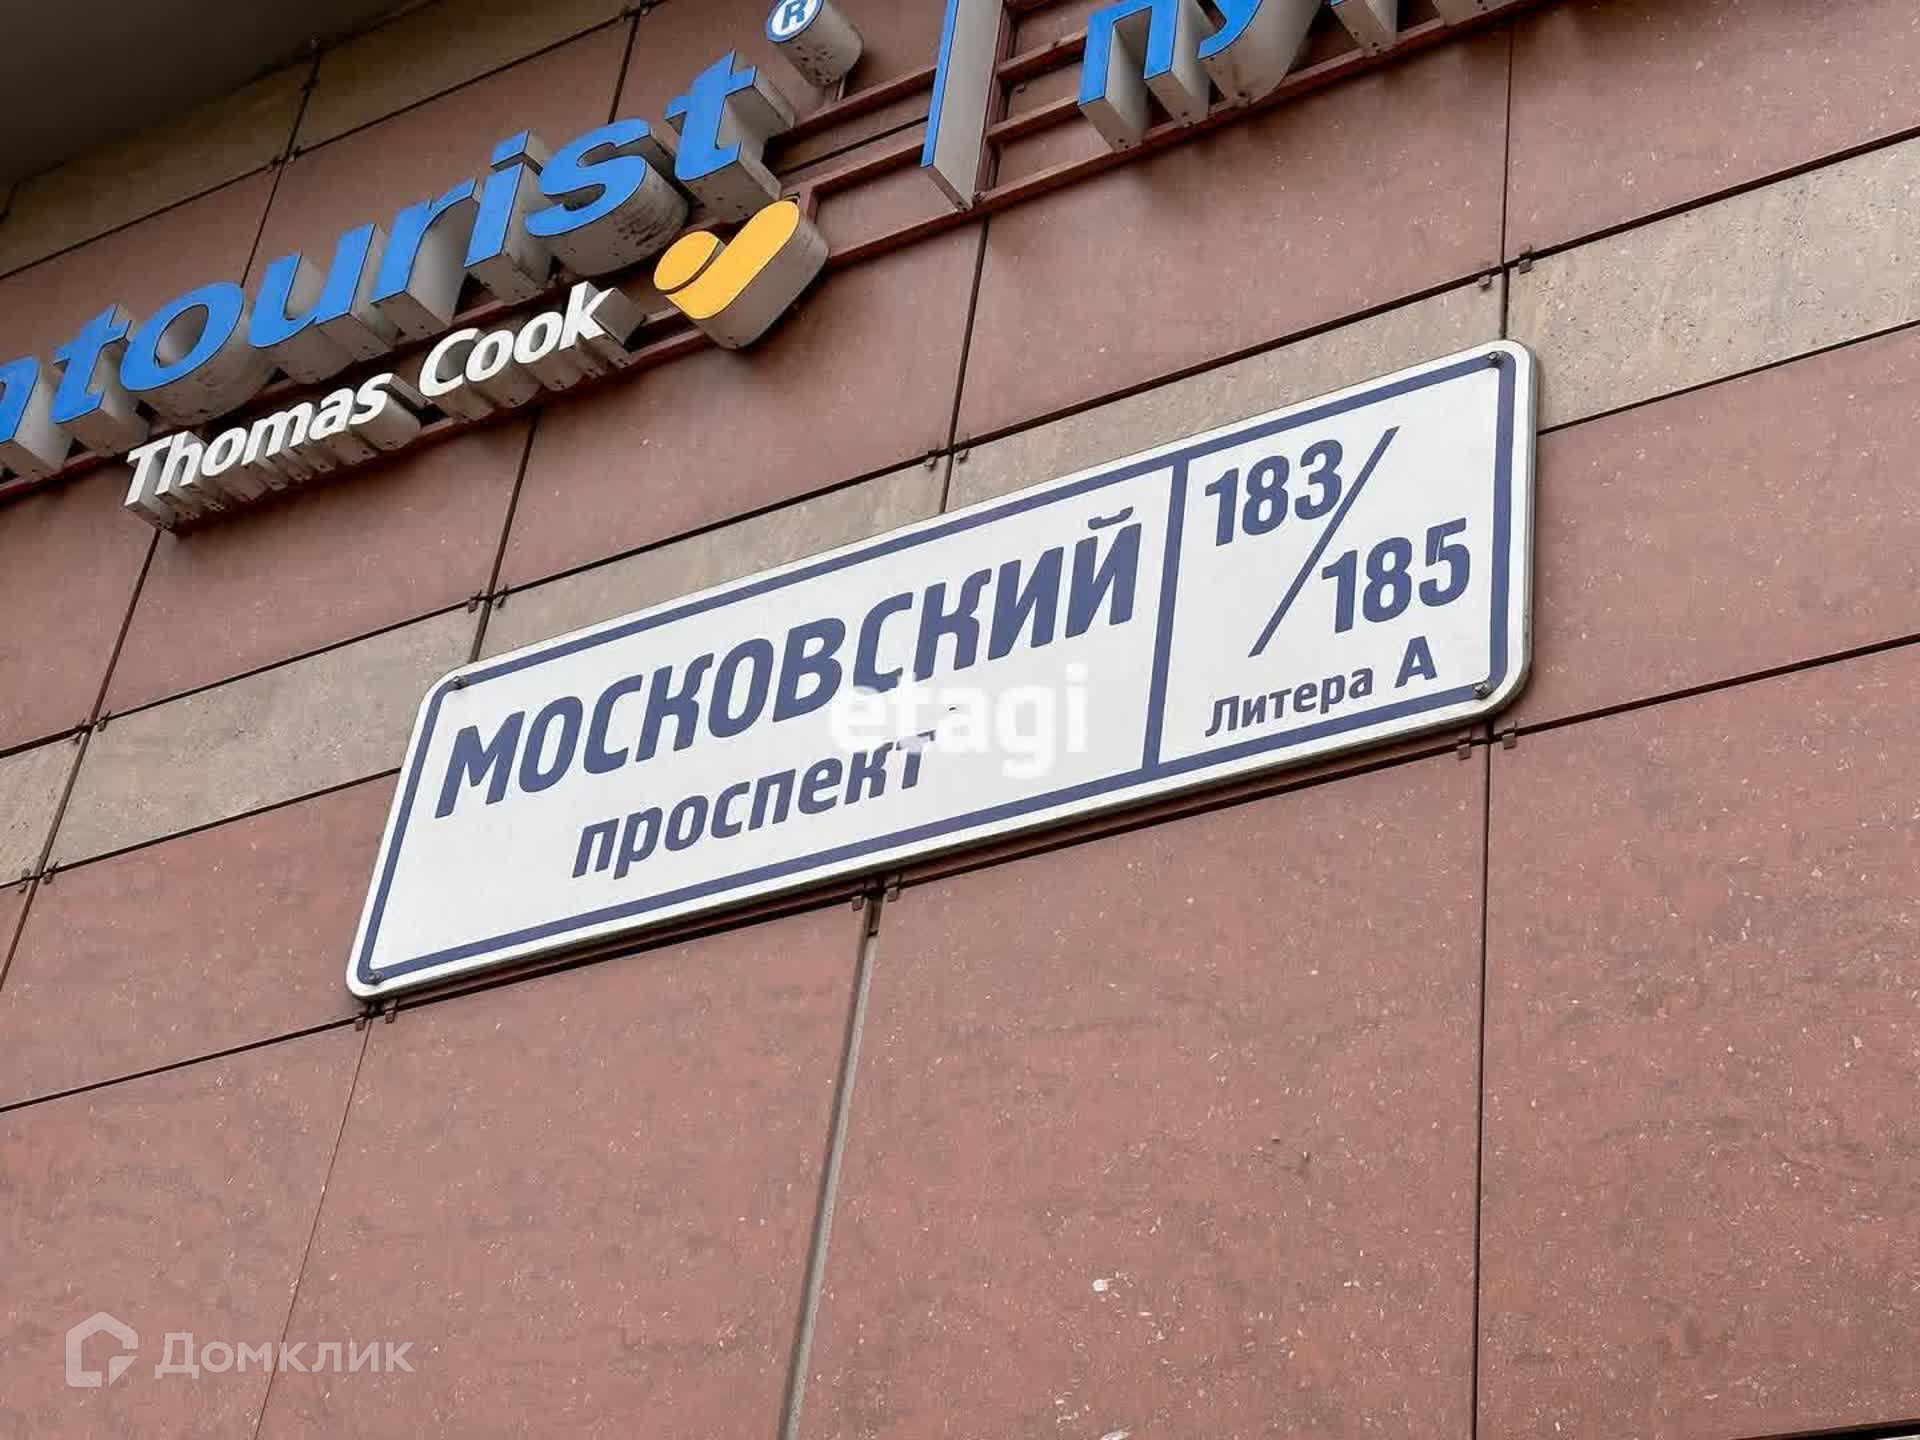 ntourist®
Thomas Cook
МОСКОВСКИЙ
проспект
183/185
Литера А
etagi
Домклик